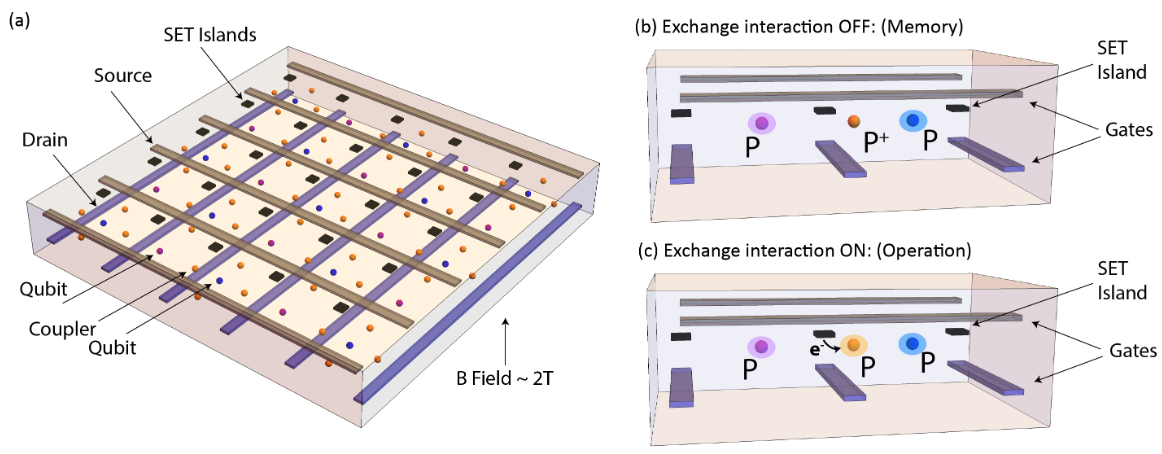 (a)
SET Islands
Source
Drain
Qubit
Coupler
Qubit
B Field ~ 2T
(b) Exchange interaction OFF: (Memory)
SET
Island
Gates
P
P⁺
P
(c) Exchange interaction ON: (Operation)
SET
Island
Gates
e⁻
P
P
P